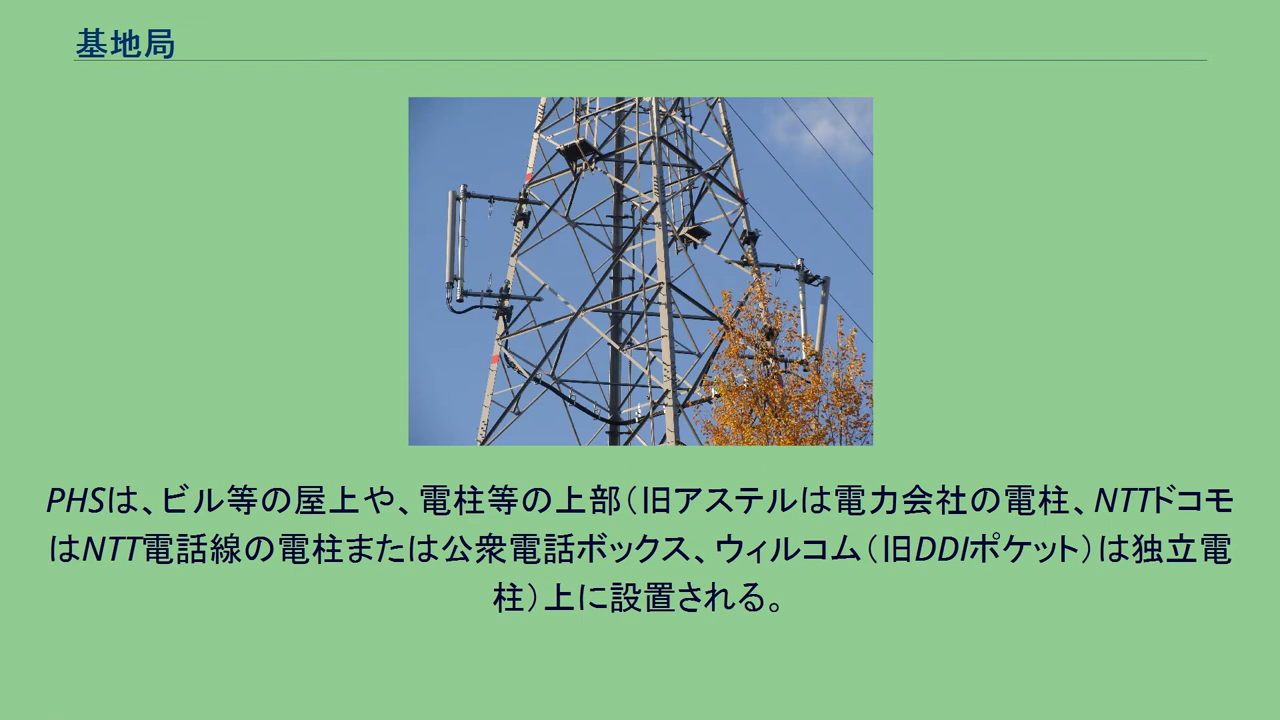 基地局
PHSは、ビル等の屋上や、電柱等の上部（旧アステルは電力会社の電柱、NTTドコモ
はNTT電話線の電柱または公衆電話ボックス、ウィルコム（旧DDIポケット）は独立電
柱）上に設置される。